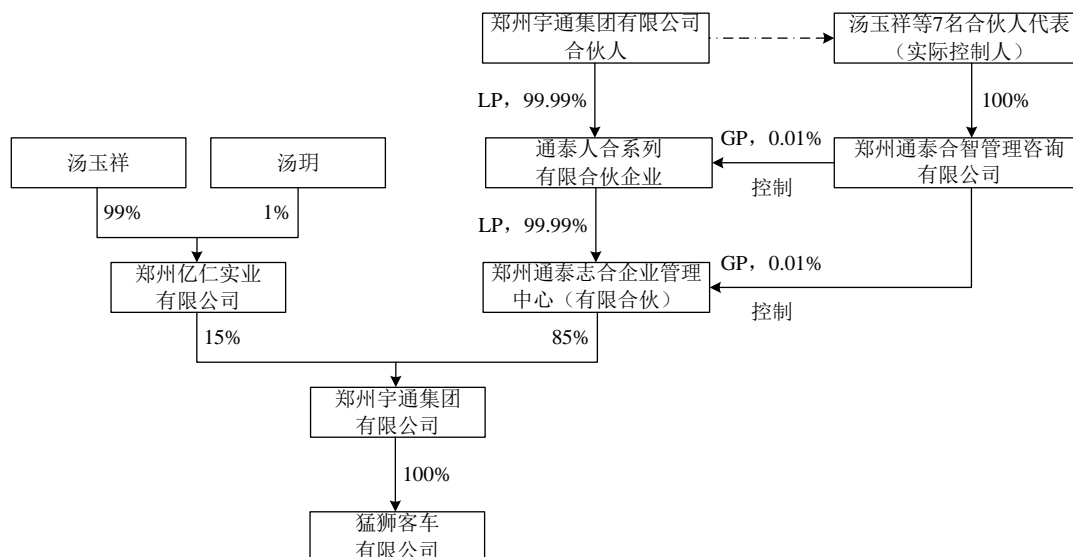 郑州宇通集团有限公司
合伙人
汤玉祥等7名合伙人代表
（实际控制人）
LP，99.99%
100%
汤玉祥
汤玥
通泰人合系列
有限合伙企业
GP，0.01%
控制
郑州通泰合智管理咨询
有限公司
99%
1%
LP，99.99%
郑州亿仁实业
有限公司
郑州通泰志合企业管理
中心（有限合伙）
GP，0.01%
控制
15%
85%
郑州宇通集团
有限公司
100%
猛狮客车
有限公司